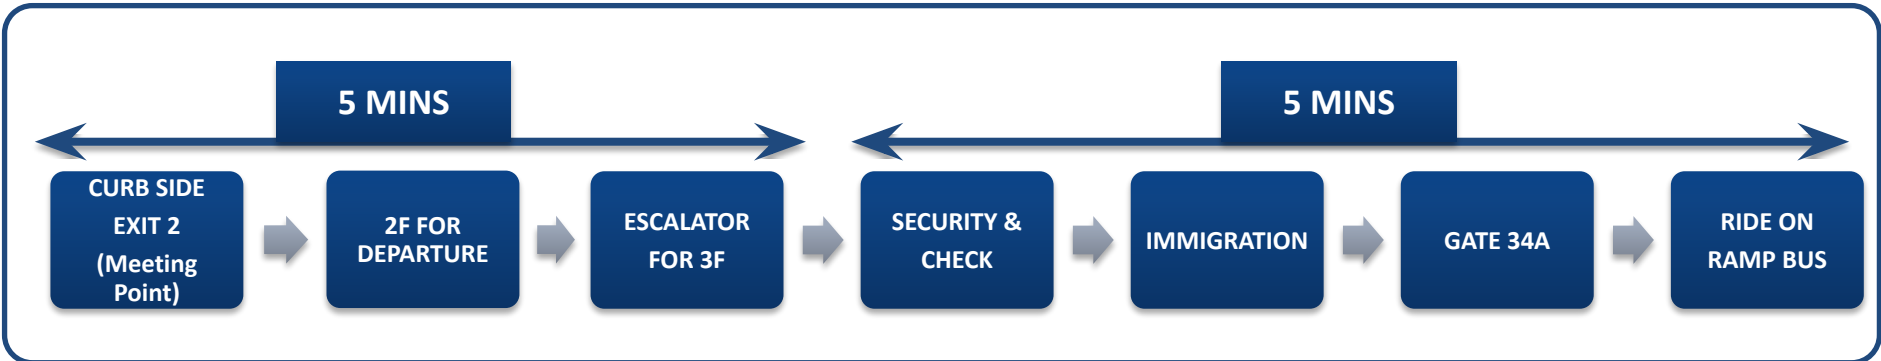 5 MINS
5 MINS
CURB SIDE
EXIT 2
(Meeting
Point)
2F FOR
DEPARTURE
ESCALATOR
FOR 3F
SECURITY &
CHECK
IMMIGRATION
GATE 34A
RIDE ON
RAMP BUS